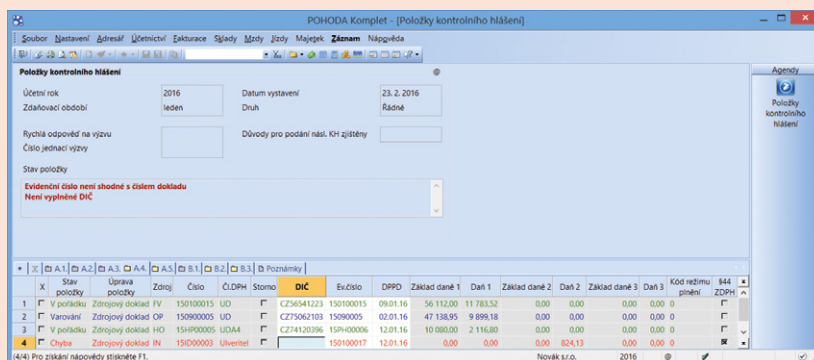 POHODA Komplet - [Položky kontrolního hlášení]
Soubor Nastavení Adresář Účetnictví Fakturace Sklady Mzdy Jízdy Majetek Záznam Nápověda
Položky kontrolního hlášení @
Účetní rok 2016 Datum vystavení 23. 2. 2016
Zdaňovací období leden Druh Řádné
Rychlá odpověď na výzvu Důvody pro podání násl. KH zjištěny
Číslo jednací výzvy
Stav položky
Evidenční číslo není shodné s číslem dokladu
Není vyplněné DIČ
Agendy
Položky
kontrolního
hlášení
A.1. A.2. A.3. A.4. A.5. B.1. B.2. B.3. Poznámky
X Stav položky Úprava položky Zdroj Číslo Čl.DPH Storno DIČ Ev.číslo DPPD Základ daně 1 Daň 1 Základ daně 2 Daň 2 Základ daně 3 Daň 3 Kód režimu plnění §44 ZDPH
1 V pořádku Zdrojový doklad FV 150100015 UD CZ56541223 150100015 09.01.16 56 112,00 11 783,52 0,00 0,00 0,00 0,00 0
2 Varování Zdrojový doklad OP 150900005 UD CZ75062103 15090005 02.01.16 47 138,95 9 899,18 0,00 0,00 0,00 0,00 0
3 V pořádku Zdrojový doklad HO 15HP00005 UDA4 CZ74120396 15PH00006 12.01.16 10 080,00 2 116,80 0,00 0,00 0,00 0,00 0
4 Chyba Zdrojový doklad IN 15ID00003 Ulveritel 150100017 12.01.16 0,00 0,00 0,00 824,13 0,00 0,00 0
(4/4) Pro získání nápovědy stiskněte F1. Novák s.r.o. 2016 @